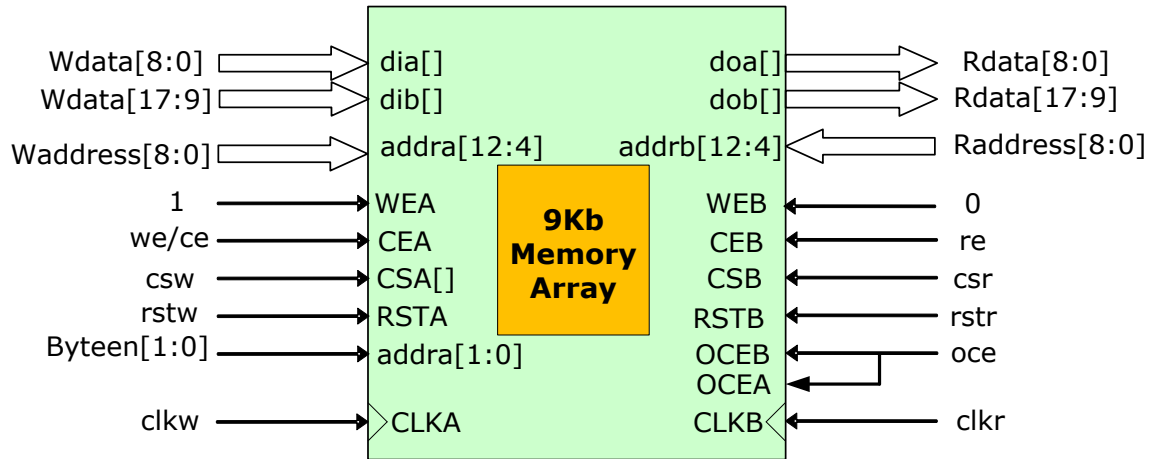 Wdata[8:0] dia[] doa[] Rdata[8:0]
Wdata[17:9] dib[] dob[] Rdata[17:9]
Waddress[8:0] addra[12:4] addrb[12:4] Raddress[8:0]
1 WEA WEB 0
we/ce CEA CEB re
csw CSA[] CSB csr
rstw RSTA RSTB rstr
Byteen[1:0] addra[1:0] OCEB oce
OCEA
clkw CLKA CLKB clkr
9Kb
Memory
Array